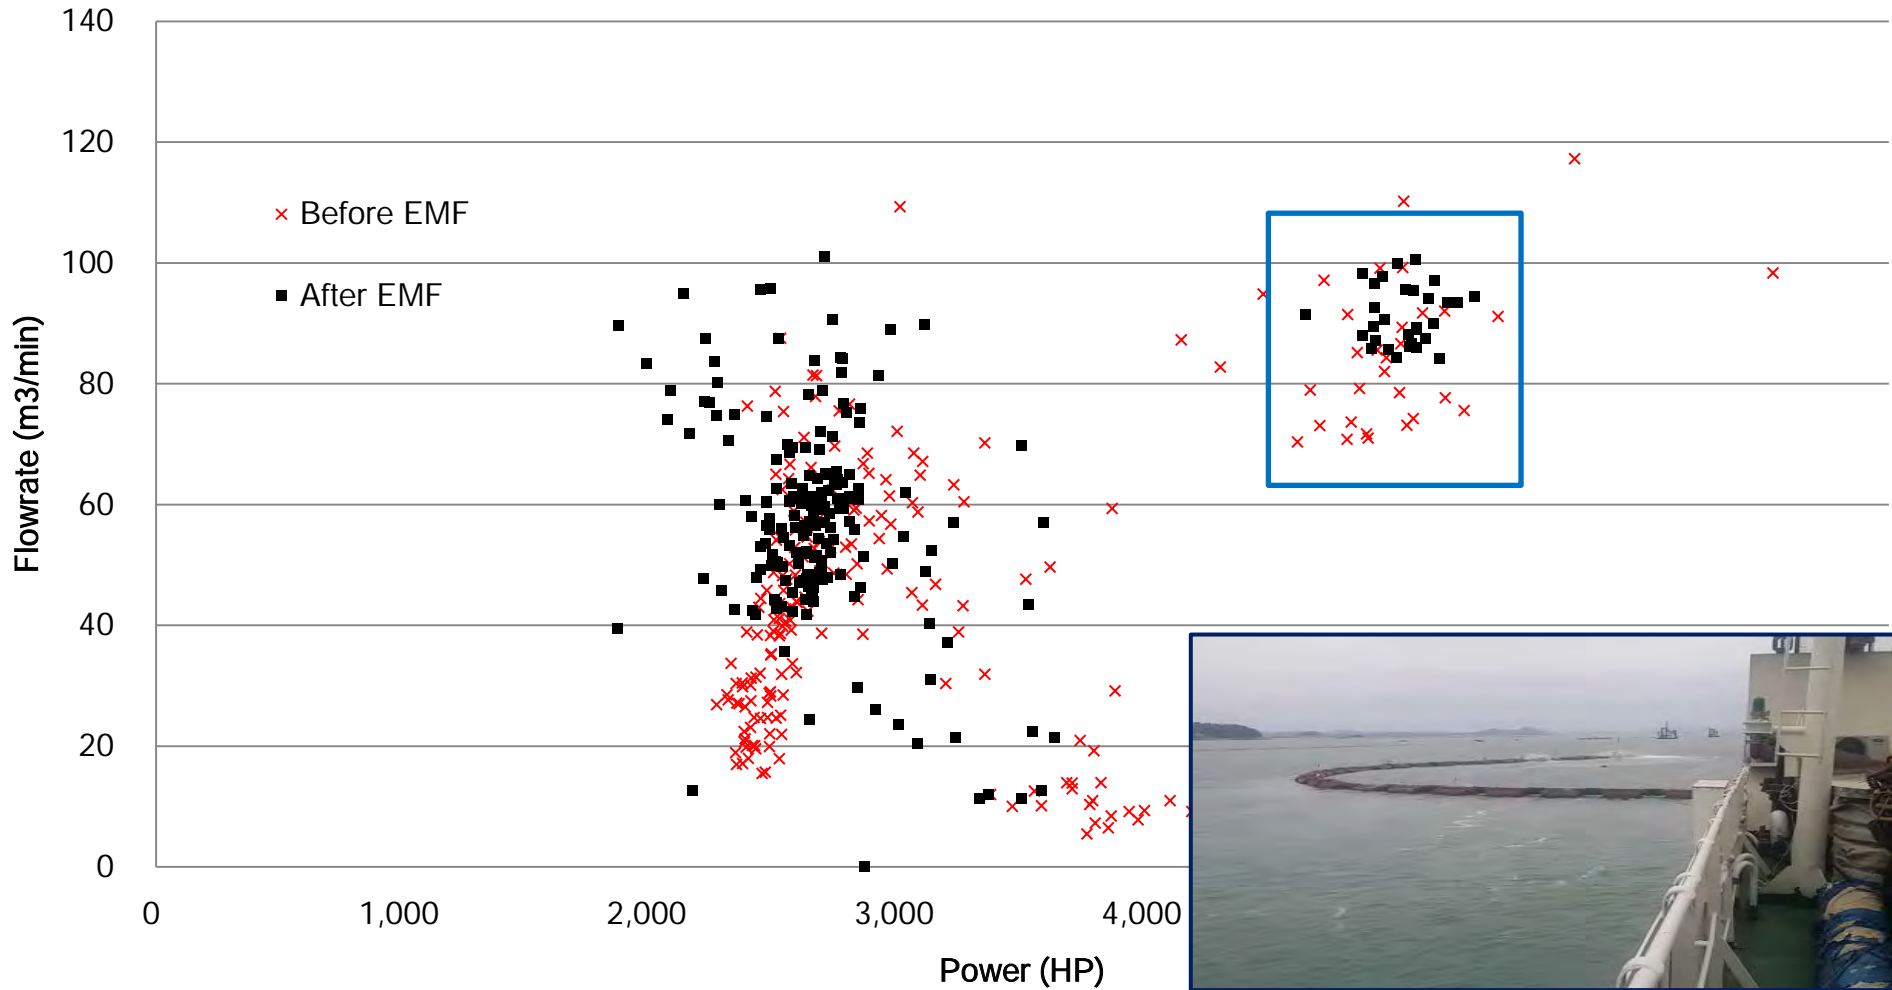 140
120
100
80
60
40
20
0
Flowrate (m3/min)
× Before EMF
■ After EMF
0 1,000 2,000 3,000 4,000
Power (HP)